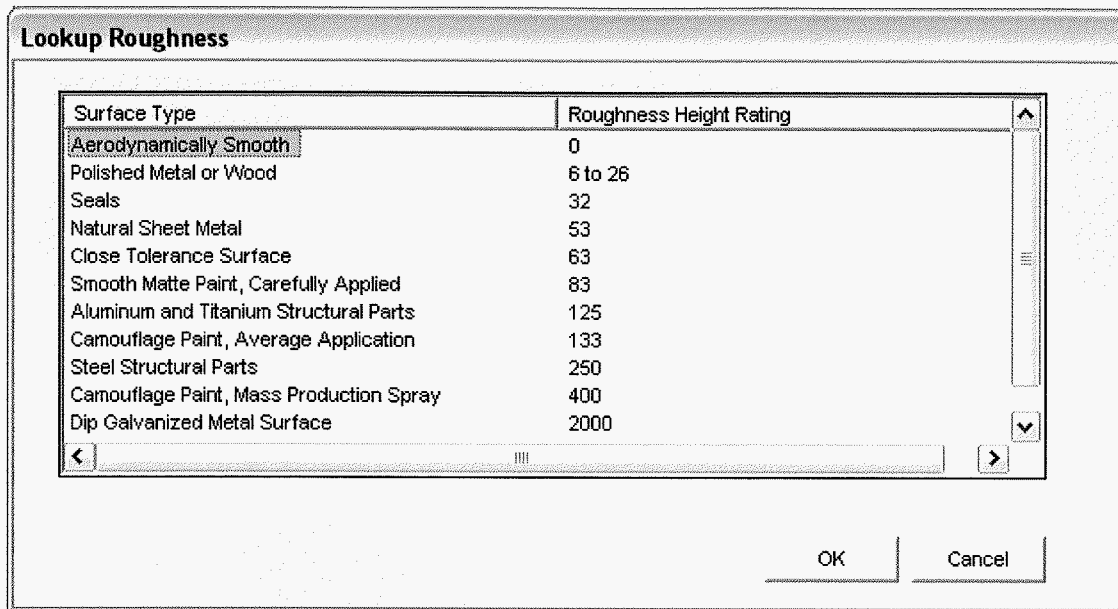 Lookup Roughness
Surface Type Roughness Height Rating
Aerodynamically Smooth 0
Polished Metal or Wood 6 to 26
Seals 32
Natural Sheet Metal 53
Close Tolerance Surface 63
Smooth Matte Paint, Carefully Applied 83
Aluminum and Titanium Structural Parts 125
Camouflage Paint, Average Application 133
Steel Structural Parts 250
Camouflage Paint, Mass Production Spray 400
Dip Galvanized Metal Surface 2000
OK Cancel